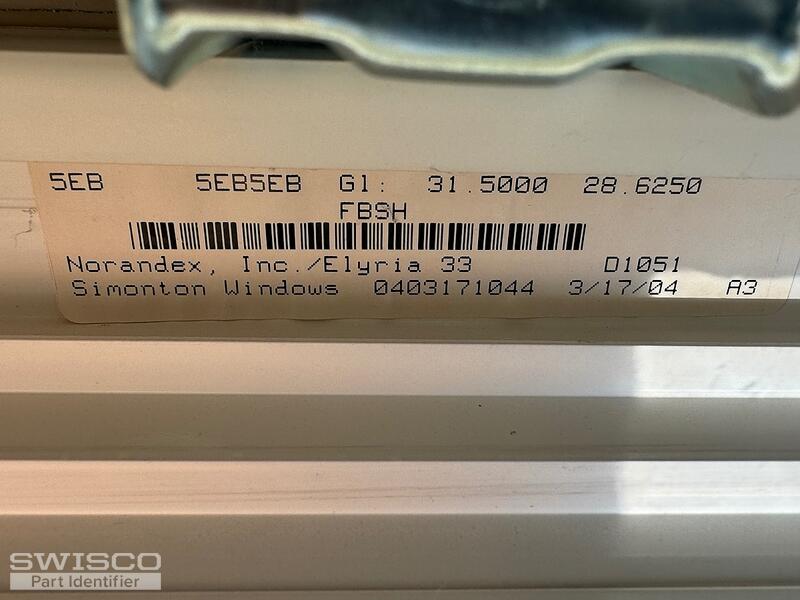 5EB 5EB5EB Gl: 31.5000 28.6250
FBSH
Norandex, Inc./Elyria 33 D1051
Simonton Windows 0403171044 3/17/04 A3
SWISCO
Part Identifier